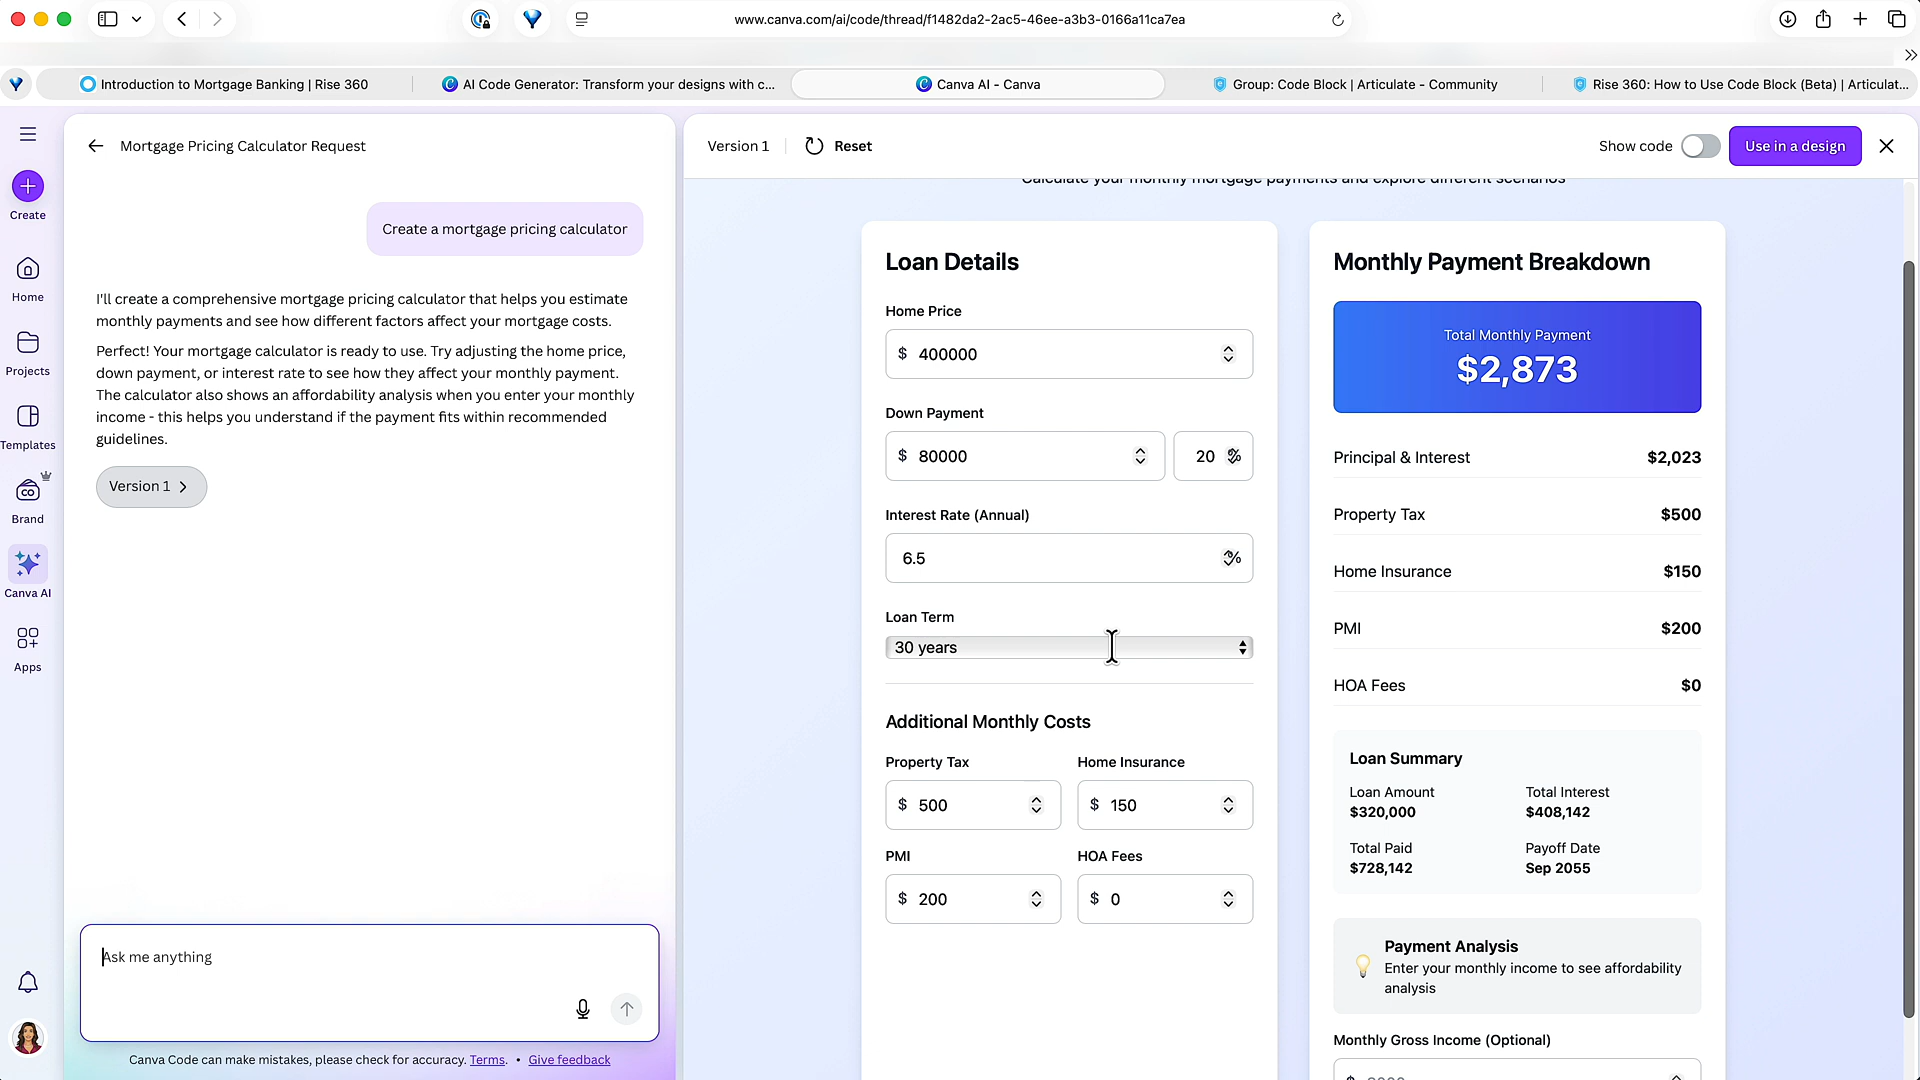 www.canva.com/ai/code/thread/f1482da2-2ac5-46ee-a3b3-0166a11ca7ea
Introduction to Mortgage Banking | Rise 360
AI Code Generator: Transform your designs with c...
Canva AI - Canva
Group: Code Block | Articulate - Community
Rise 360: How to Use Code Block (Beta) | Articulat...
Create
Home
Projects
Templates
Brand
Canva AI
Apps
Mortgage Pricing Calculator Request
Create a mortgage pricing calculator
I'll create a comprehensive mortgage pricing calculator that helps you estimate
monthly payments and see how different factors affect your mortgage costs.
Perfect! Your mortgage calculator is ready to use. Try adjusting the home price,
down payment, or interest rate to see how they affect your monthly payment.
The calculator also shows an affordability analysis when you enter your monthly
income - this helps you understand if the payment fits within recommended
guidelines.
Version 1
Ask me anything
Canva Code can make mistakes, please check for accuracy. Terms. • Give feedback
Version 1
Reset
Show code
Use in a design
Calculate your monthly mortgage payments and explore different scenarios
Loan Details
Home Price
$ 400000
Down Payment
$ 80000
20 %
Interest Rate (Annual)
6.5 %
Loan Term
30 years
Additional Monthly Costs
Property Tax
Home Insurance
$ 500
$ 150
PMI
HOA Fees
$ 200
$ 0
Monthly Payment Breakdown
Total Monthly Payment
$2,873
Principal & Interest $2,023
Property Tax $500
Home Insurance $150
PMI $200
HOA Fees $0
Loan Summary
Loan Amount
Total Interest
$320,000
$408,142
Total Paid
Payoff Date
$728,142
Sep 2055
Payment Analysis
Enter your monthly income to see affordability
analysis
Monthly Gross Income (Optional)